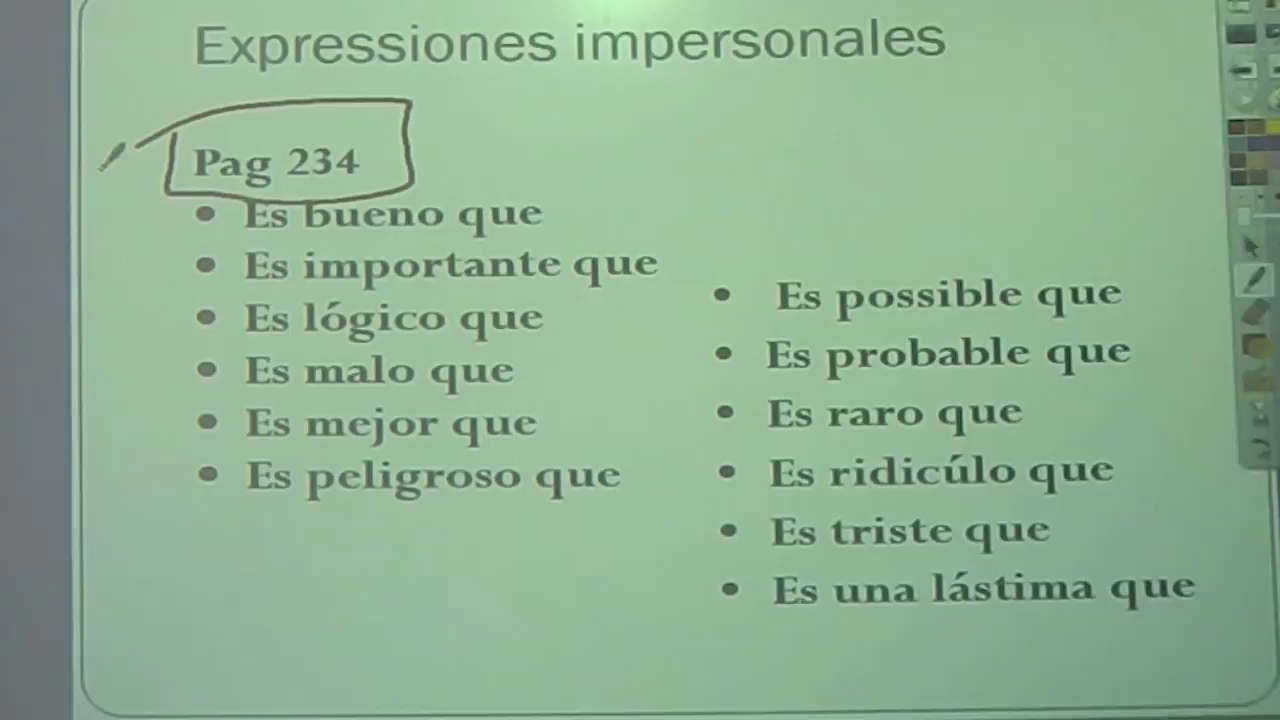 Expressiones impersonales
Pag 234
• Es bueno que
• Es importante que
• Es lógico que
• Es malo que
• Es mejor que
• Es peligroso que
• Es possible que
• Es probable que
• Es raro que
• Es ridicúlo que
• Es triste que
• Es una lástima que